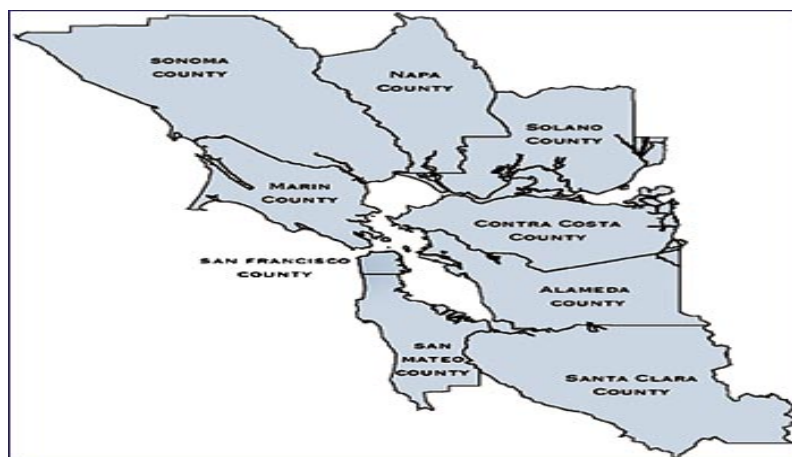 SONOMA
COUNTY
NAPA
COUNTY
SOLANO
COUNTY
MARIN
COUNTY
CONTRA COSTA
COUNTY
SAN FRANCISCO
COUNTY
ALAMEDA
COUNTY
SAN
MATEO
COUNTY
SANTA CLARA
COUNTY